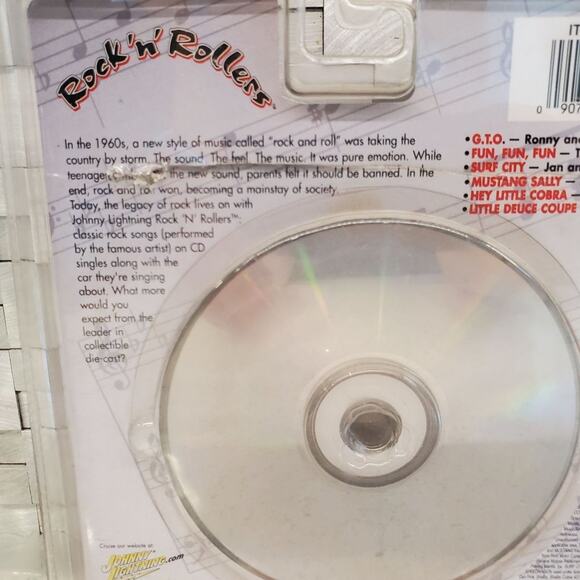 Rock 'n' Rollers™
IT
0 907
In the 1960s, a new style of music called "rock and roll" was taking
country by storm. The sound. The feel. The music. It was pure emotion. While
teenagers the new sound, parents felt it should be banned. In the
end, rock and roll won, becoming a mainstay of society.
Today, the legacy of rock lives on with
Johnny Lightning Rock 'N' Rollers™:
classic rock songs (performed
by the famous artist) on CD
singles along with the
car they're singing
about. What more
would you
expect from the
leader in
collectible
die-cast?
•G.T.O. — Ronny and
•FUN, FUN, FUN — T
•SURF CITY — Jan an
•MUSTANG SALLY —
•HEY LITTLE COBRA —
•LITTLE DEUCE COUPE
Cruise our website at:
JOHNNY
LIGHTNING.com